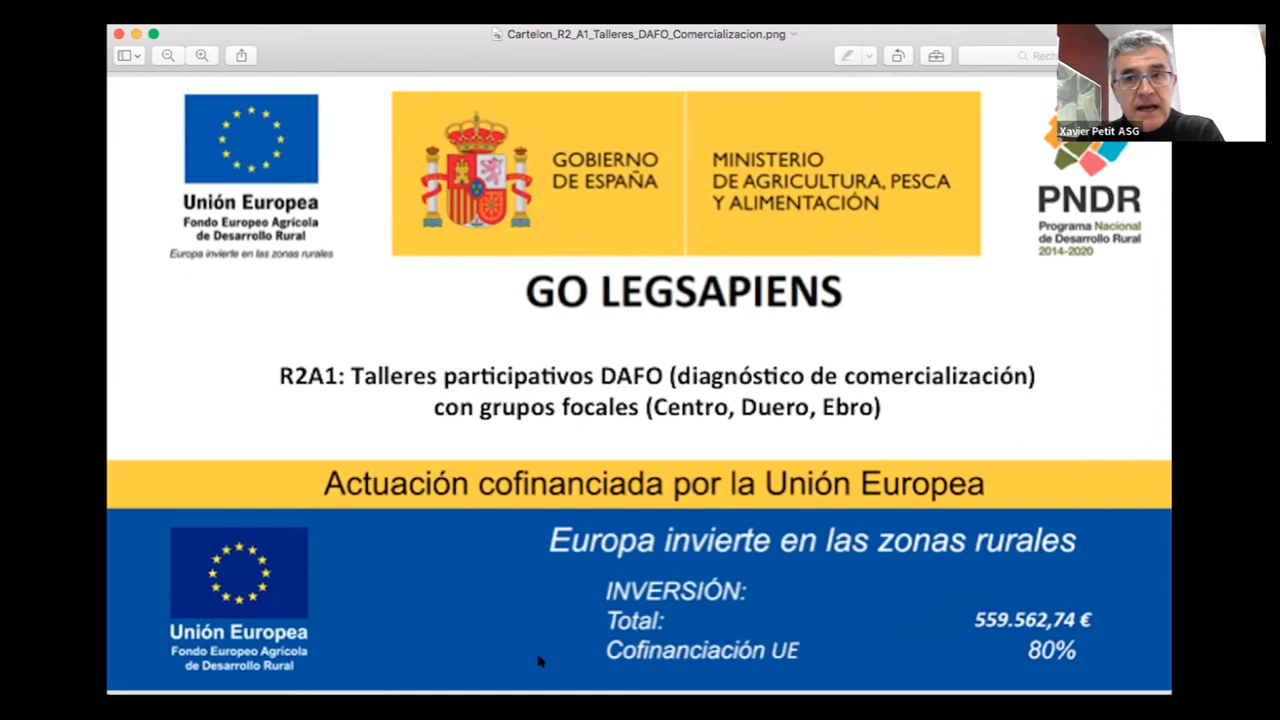 Cartelon_R2_A1_Talleres_DAFO_Comercializacion.png
Rech
Xavier Petit ASG
Unión Europea
Fondo Europeo Agrícola
de Desarrollo Rural
Europa invierte en las zonas rurales
GOBIERNO
DE ESPAÑA
MINISTERIO
DE AGRICULTURA, PESCA
Y ALIMENTACIÓN
PNDR
Programa Nacional
de Desarrollo Rural
2014-2020
GO LEGSAPIENS
R2A1: Talleres participativos DAFO (diagnóstico de comercialización)
con grupos focales (Centro, Duero, Ebro)
Actuación cofinanciada por la Unión Europea
Europa invierte en las zonas rurales
INVERSIÓN:
Total: 559.562,74 €
Cofinanciación UE 80%
Unión Europea
Fondo Europeo Agrícola
de Desarrollo Rural